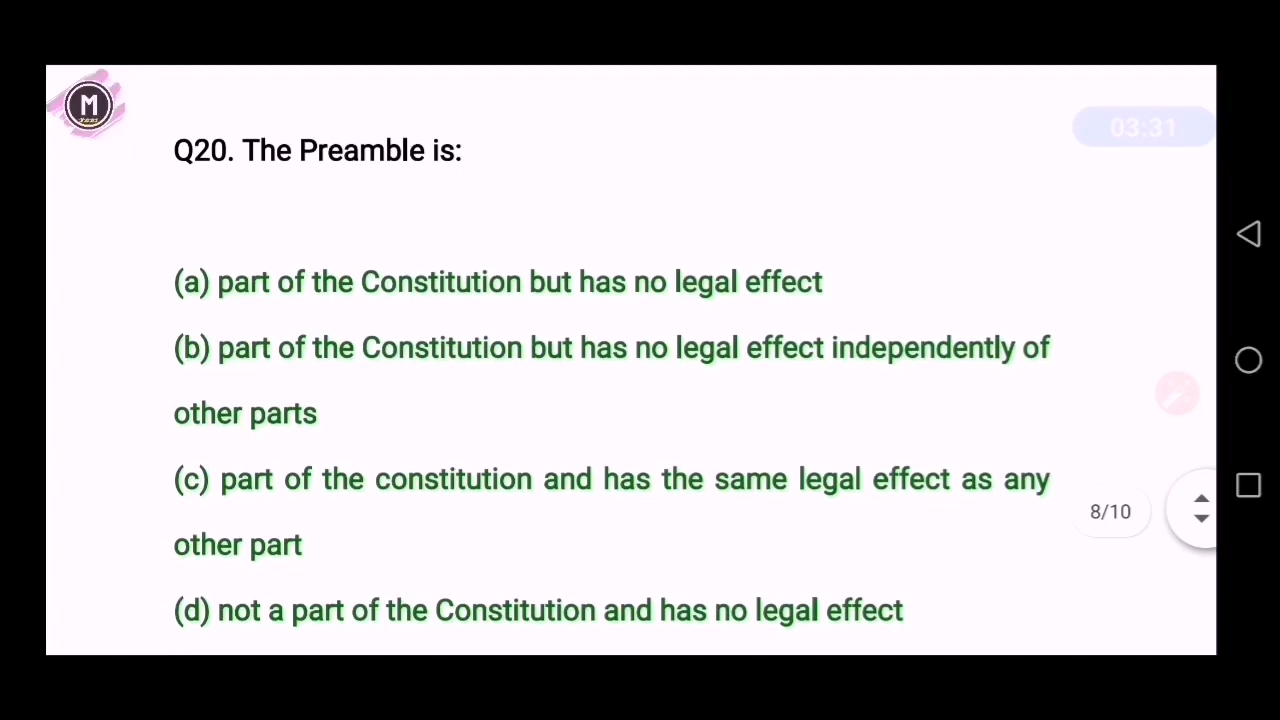 M
03:31
Q20. The Preamble is:
(a) part of the Constitution but has no legal effect
(b) part of the Constitution but has no legal effect independently of
other parts
(c) part of the constitution and has the same legal effect as any
8/10
other part
(d) not a part of the Constitution and has no legal effect